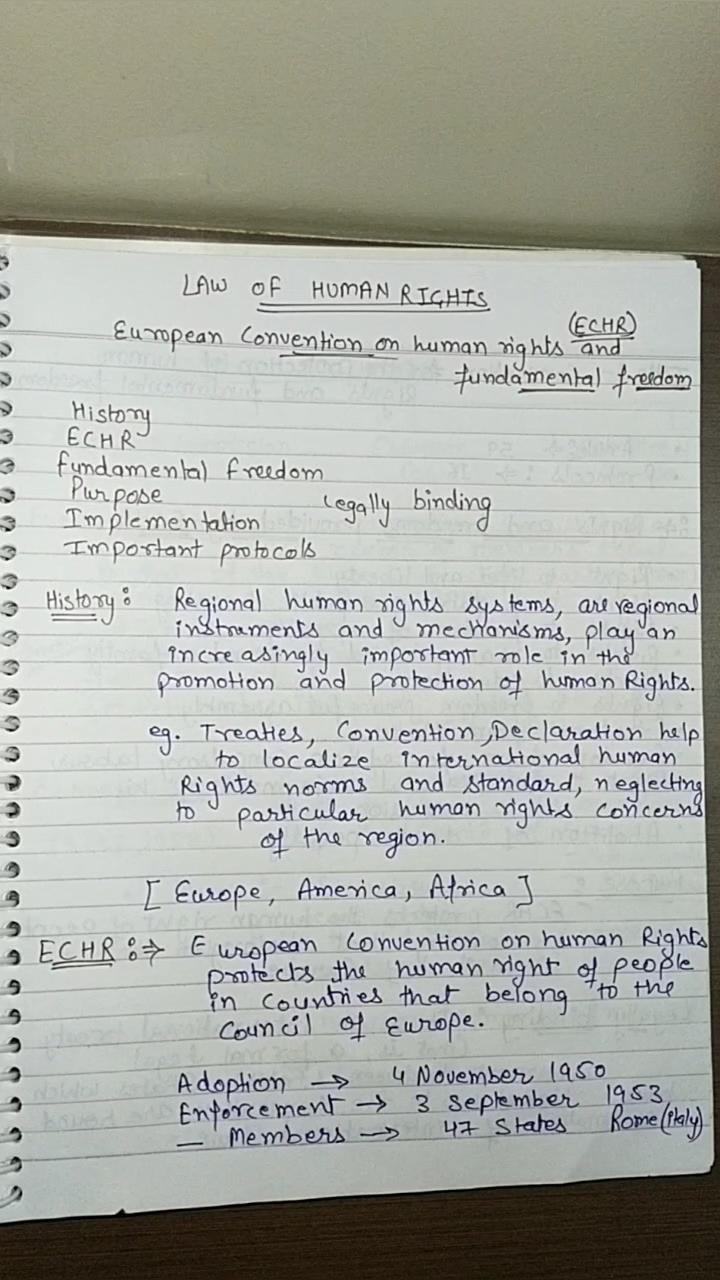 LAW OF HUMAN RIGHTS
(ECHR)
European Convention on human rights and
fundamental freedom
History
ECHR
fundamental freedom
Purpose
legally binding
Implementation
Important protocols
History: Regional human rights systems, are regional
instruments and mechanisms, play an
increasingly important role in the
promotion and protection of human Rights.
eg. Treaties, Convention, Declaration help
to localize international human
Rights norms and standard, neglecting
to particular human rights concerns
of the region.
[Europe, America, Africa]
ECHR :⇒ European Convention on human Rights
protects the human right of people
in countries that belong to the
Council of Europe.
Adoption → 4 November 1950
Enforcement → 3 September 1953
— Members → 47 States Rome (Italy)